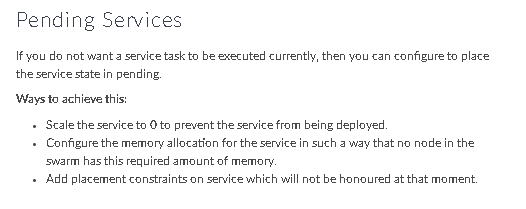 Pending Services
If you do not want a service task to be executed currently, then you can configure to place
the service state in pending.
Ways to achieve this:
• Scale the service to 0 to prevent the service from being deployed.
• Configure the memory allocation for the service in such a way that no node in the
swarm has this required amount of memory.
• Add placement constraints on service which will not be honoured at that moment.